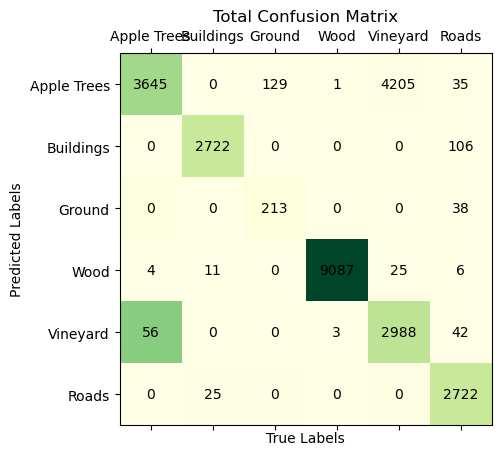 Total Confusion Matrix
Apple Trees Buildings Ground Wood Vineyard Roads
Apple Trees 3645 0 129 1 4205 35
Buildings 0 2722 0 0 0 106
Ground 0 0 213 0 0 38
Wood 4 11 0 9087 25 6
Vineyard 56 0 0 3 2988 42
Roads 0 25 0 0 0 2722
Predicted Labels
True Labels